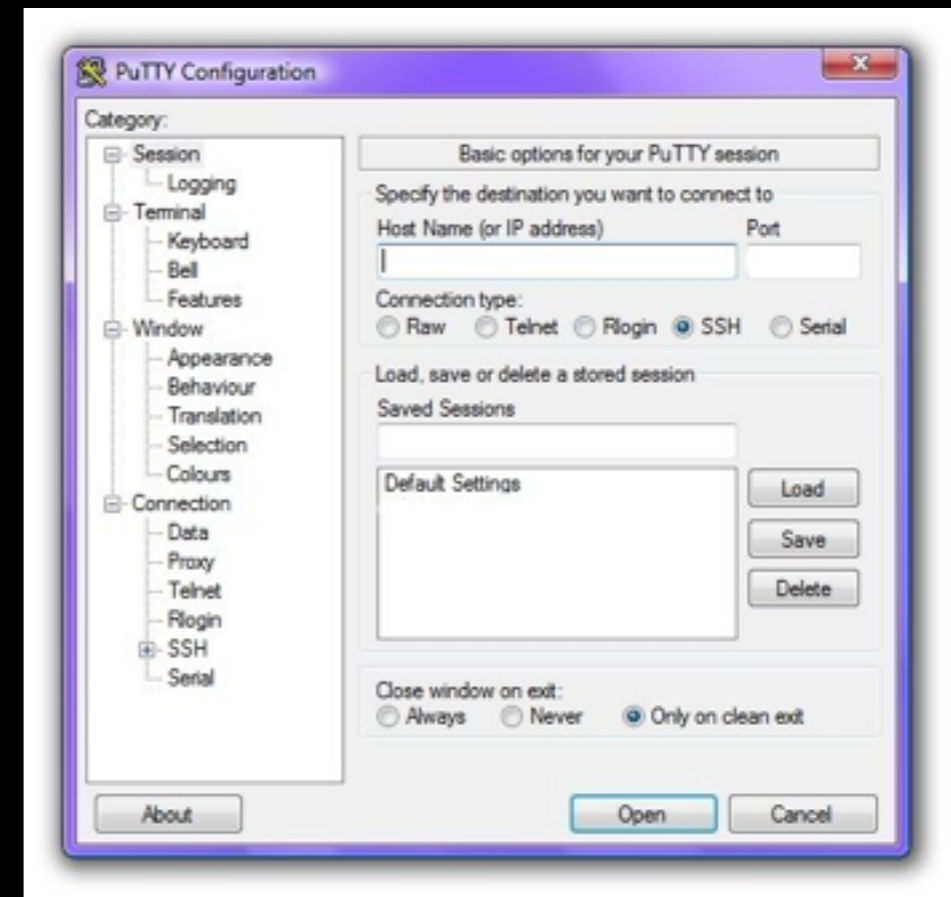 PuTTY Configuration
Category:
Session
Logging
Terminal
Keyboard
Bell
Features
Window
Appearance
Behaviour
Translation
Selection
Colours
Connection
Data
Proxy
Telnet
Rlogin
SSH
Serial
Basic options for your PuTTY session
Specify the destination you want to connect to
Host Name (or IP address) Port
Connection type:
Raw Telnet Rlogin SSH Serial
Load, save or delete a stored session
Saved Sessions
Default Settings
Load
Save
Delete
Close window on exit:
Always Never Only on clean exit
About Open Cancel